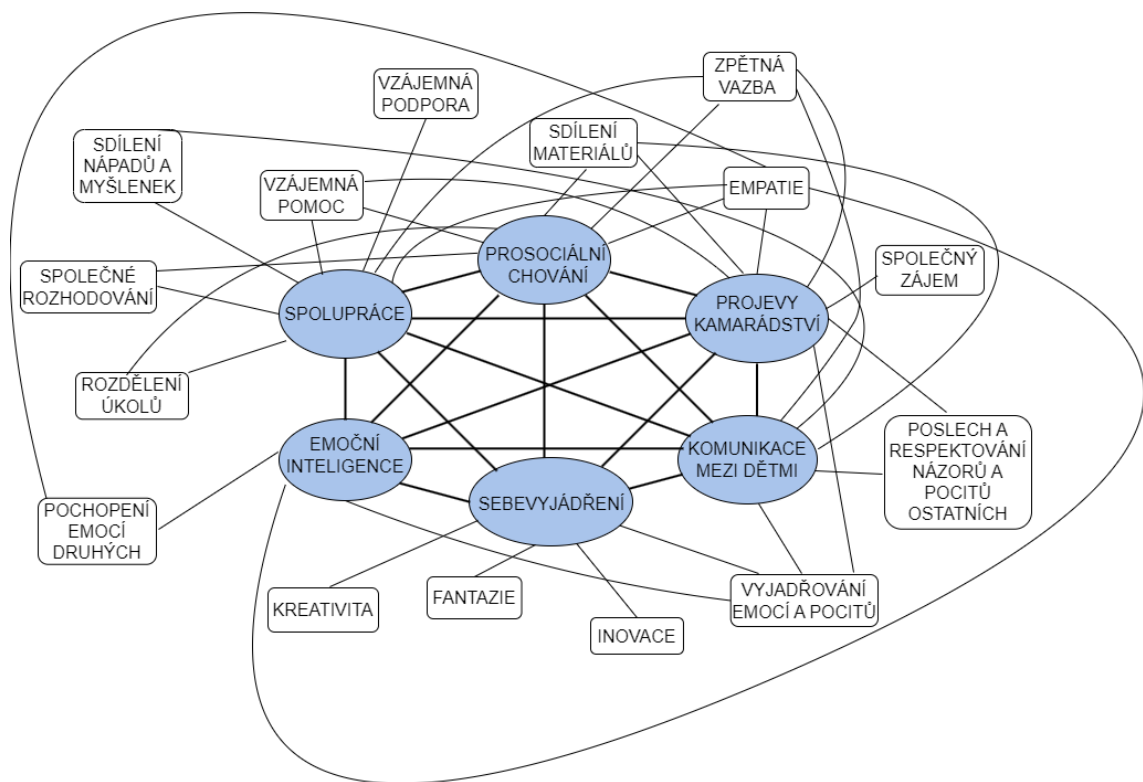 ZPĚTNÁ
VAZBA
VZÁJEMNÁ
PODPORA
SDÍLENÍ
MATERIÁLŮ
SDÍLENÍ
NÁPADŮ A
MYŠLENEK
VZÁJEMNÁ
POMOC
EMPATIE
PROSOCIÁLNÍ
CHOVÁNÍ
SPOLEČNÝ
ZÁJEM
SPOLEČNÉ
ROZHODOVÁNÍ
SPOLUPRÁCE
PROJEVY
KAMARÁDSTVÍ
ROZDĚLENÍ
ÚKOLŮ
EMOČNÍ
INTELIGENCE
KOMUNIKACE
MEZI DĚTMI
POSLECH A
RESPEKTOVÁNÍ
NÁZORŮ A
POCITŮ
OSTATNÍCH
SEBEVYJÁDŘENÍ
POCHOPENÍ
EMOCÍ
DRUHÝCH
KREATIVITA
FANTAZIE
INOVACE
VYJADŘOVÁNÍ
EMOCÍ A POCITŮ